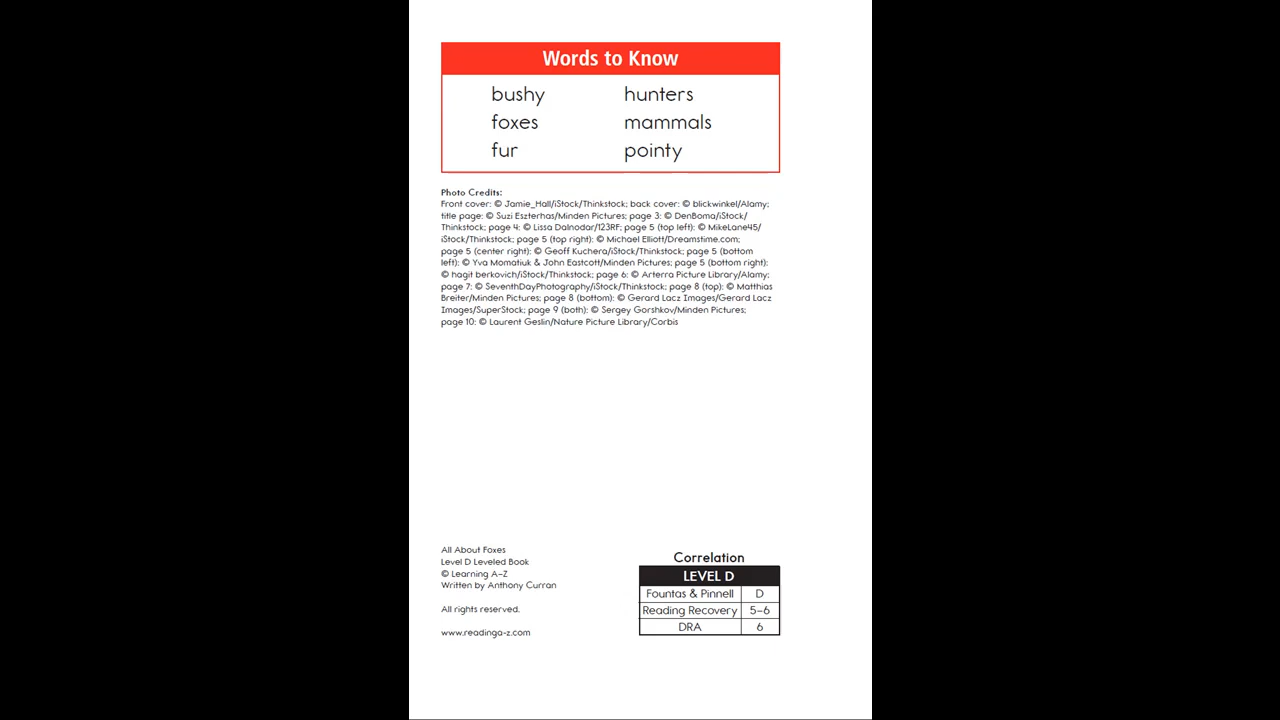 Words to Know
bushy hunters
foxes mammals
fur pointy
Photo Credits:
Front cover: © Jamie_Hall/iStock/Thinkstock; back cover: © blickwinkel/Alamy;
title page: © Suzi Eszterhas/Minden Pictures; page 3: © DenBoma/iStock/
Thinkstock; page 4: © Lissa Dalnodar/123RF; page 5 (top left): © MikeLane45/
iStock/Thinkstock; page 5 (top right): © Michael Elliott/Dreamstime.com;
page 5 (center right): © Geoff Kuchera/iStock/Thinkstock; page 5 (bottom
left): © Yva Momatiuk & John Eastcott/Minden Pictures; page 5 (bottom right):
© hagit berkovich/iStock/Thinkstock; page 6: © Arterra Picture Library/Alamy;
page 7: © SeventhDayPhotography/iStock/Thinkstock; page 8 (top): © Matthias
Breiter/Minden Pictures; page 8 (bottom): © Gerard Lacz Images/Gerard Lacz
Images/SuperStock; page 9 (both): © Sergey Gorshkov/Minden Pictures;
page 10: © Laurent Geslin/Nature Picture Library/Corbis
All About Foxes
Level D Leveled Book
© Learning A–Z
Written by Anthony Curran
All rights reserved.
www.readinga-z.com
Correlation
LEVEL D
Fountas & Pinnell D
Reading Recovery 5–6
DRA 6